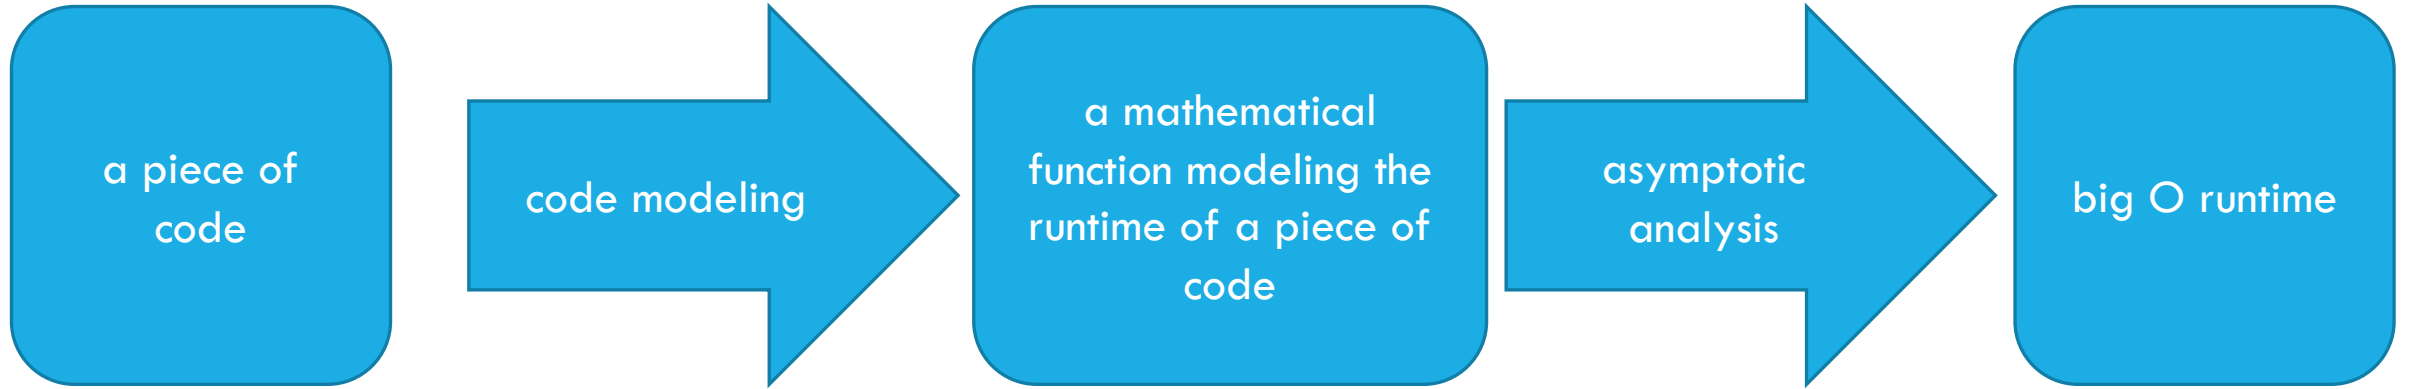 a piece of
code
code modeling
a mathematical
function modeling the
runtime of a piece of
code
asymptotic
analysis
big O runtime